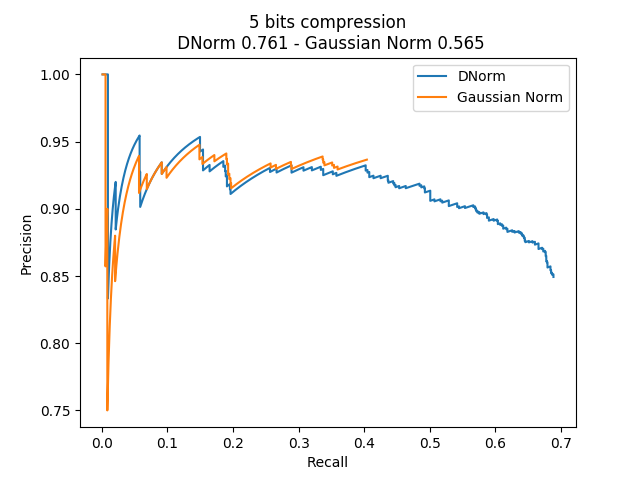 5 bits compression
DNorm 0.761 - Gaussian Norm 0.565
DNorm
Gaussian Norm
Precision
1.00
0.95
0.90
0.85
0.80
0.75
0.0 0.1 0.2 0.3 0.4 0.5 0.6 0.7
Recall